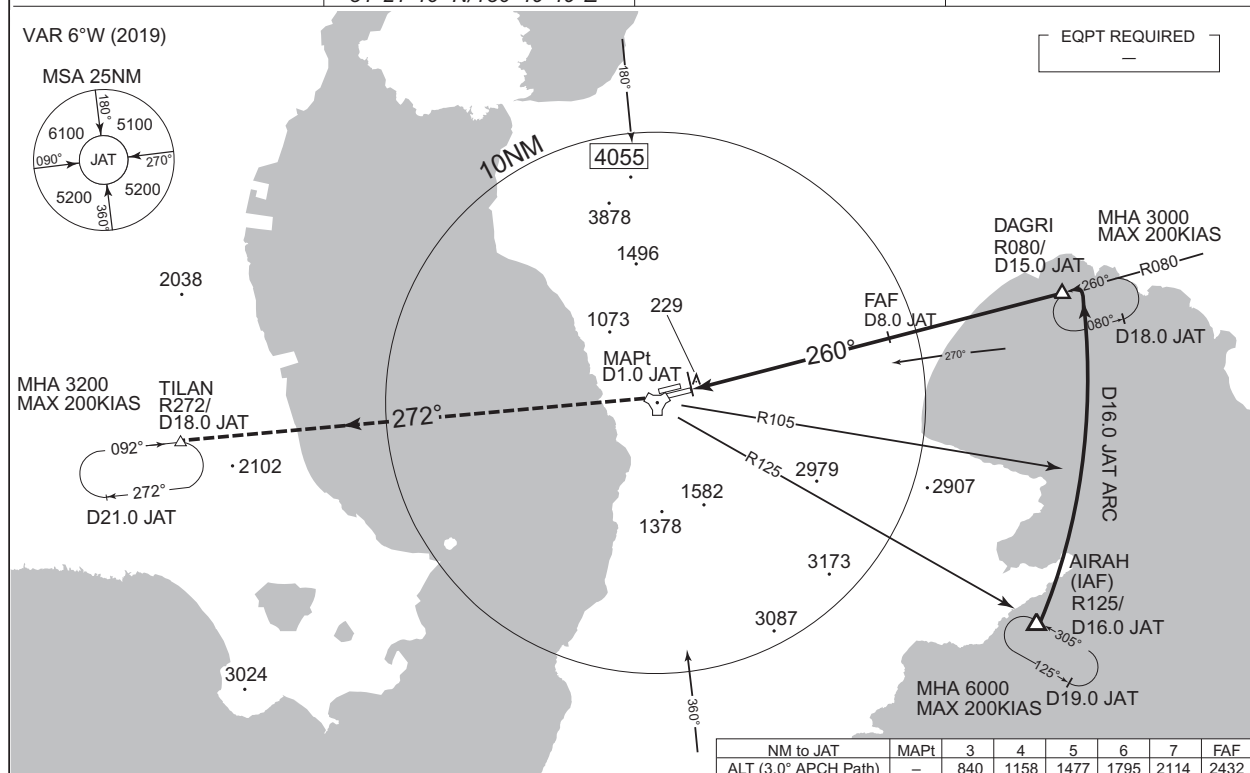 VAR 6°W (2019)
EQPT REQUIRED
–
MSA 25NM
180°
6100
5100
090°
JAT
270°
5200
5200
360°
180°
10NM
4055
3878
1496
2038
1073
229
MAPt
D1.0 JAT
A
FAF
D8.0 JAT
260°
270°
DAGRI
R080/
D15.0 JAT
MHA 3000
MAX 200KIAS
R080
260°
080°
D18.0 JAT
MHA 3200
MAX 200KIAS
TILAN
R272/
D18.0 JAT
272°
092°
272°
D21.0 JAT
2102
R105
R125
D16.0 JAT ARC
2979
2907
1582
1378
3173
3087
3024
AIRAH
(IAF)
R125/
D16.0 JAT
305°
125°
D19.0 JAT
MHA 6000
MAX 200KIAS
360°
NM to JAT MAPt 3 4 5 6 7 FAF
ALT (3.0° APCH Path) – 840 1158 1477 1795 2114 2432